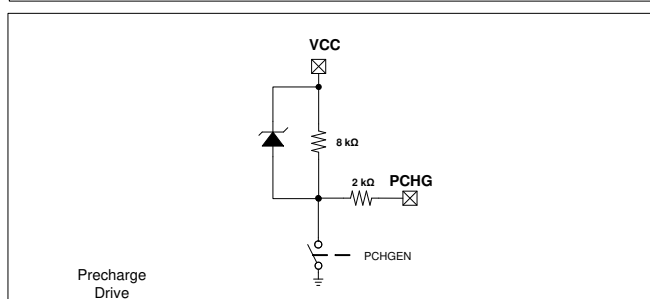 VCC
8 kΩ
2 kΩ
PCHG
PCHGEN
Precharge
Drive